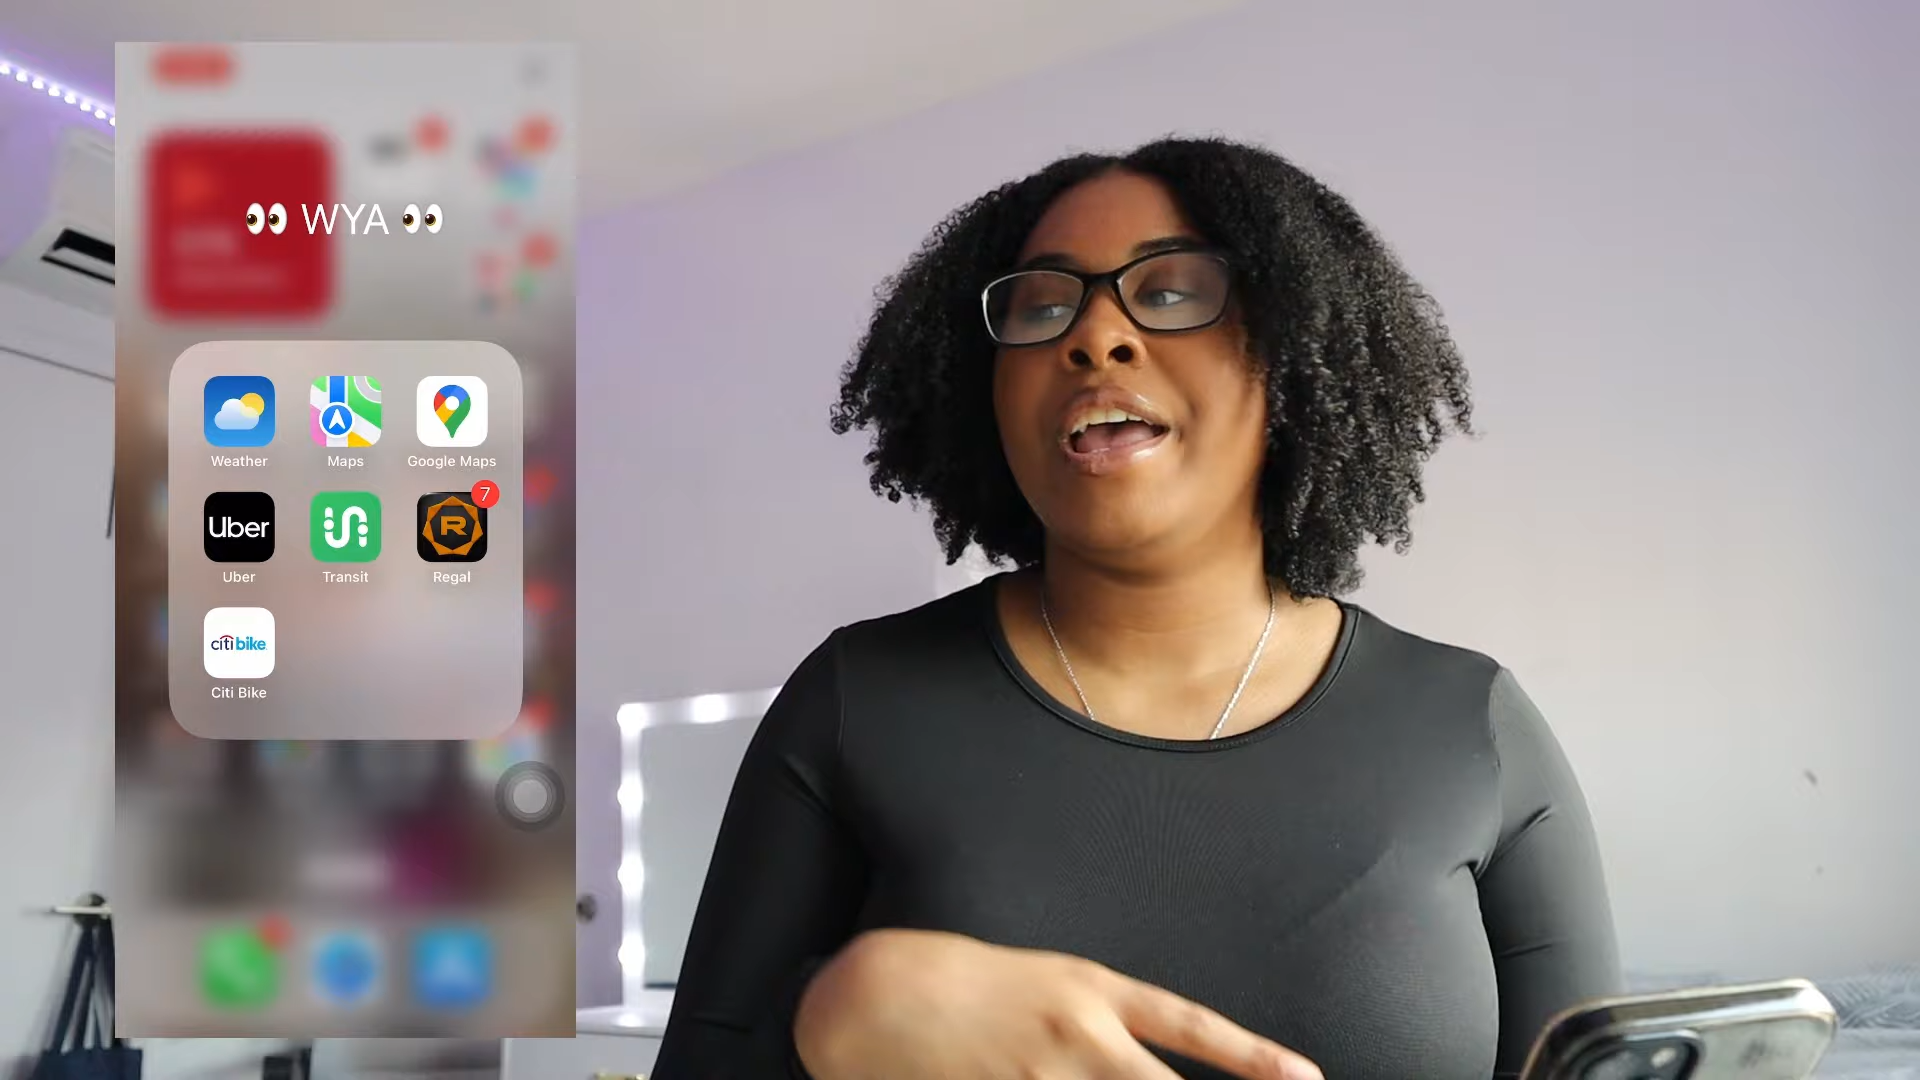 👀 WYA 👀
Weather
Maps
Google Maps
Uber
7
R
Uber
Transit
Regal
citi bike
Citi Bike